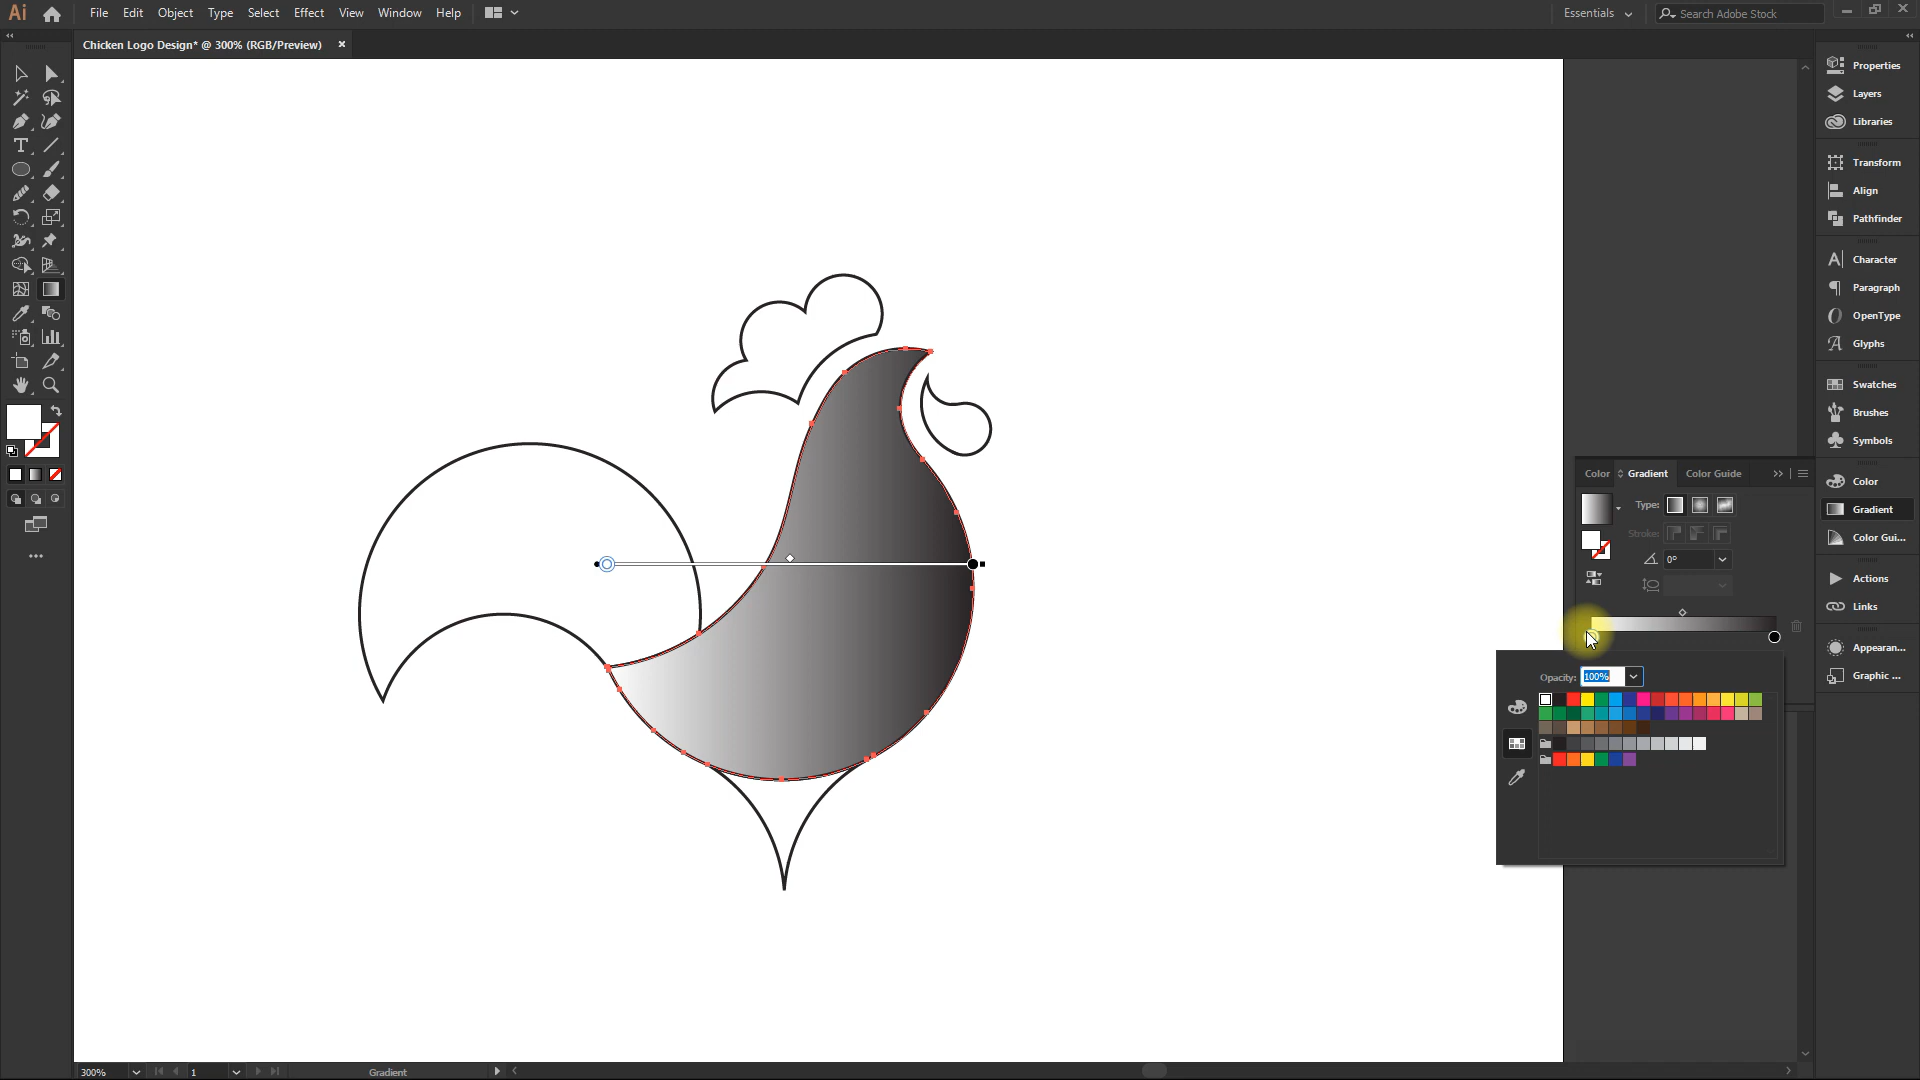 Ai File Edit Object Type Select Effect View Window Help Essentials Search Adobe Stock
Chicken Logo Design* @ 300% (RGB/Preview) ×
Properties
Layers
Libraries
Transform
Align
Pathfinder
Character
Paragraph
OpenType
Glyphs
Swatches
Brushes
Symbols
Color
Gradient
Color Gui...
Actions
Links
Appearan...
Graphic ...
Color Gradient Color Guide
Type:
Stroke:
0°
Opacity: 100%
300% 1 Gradient